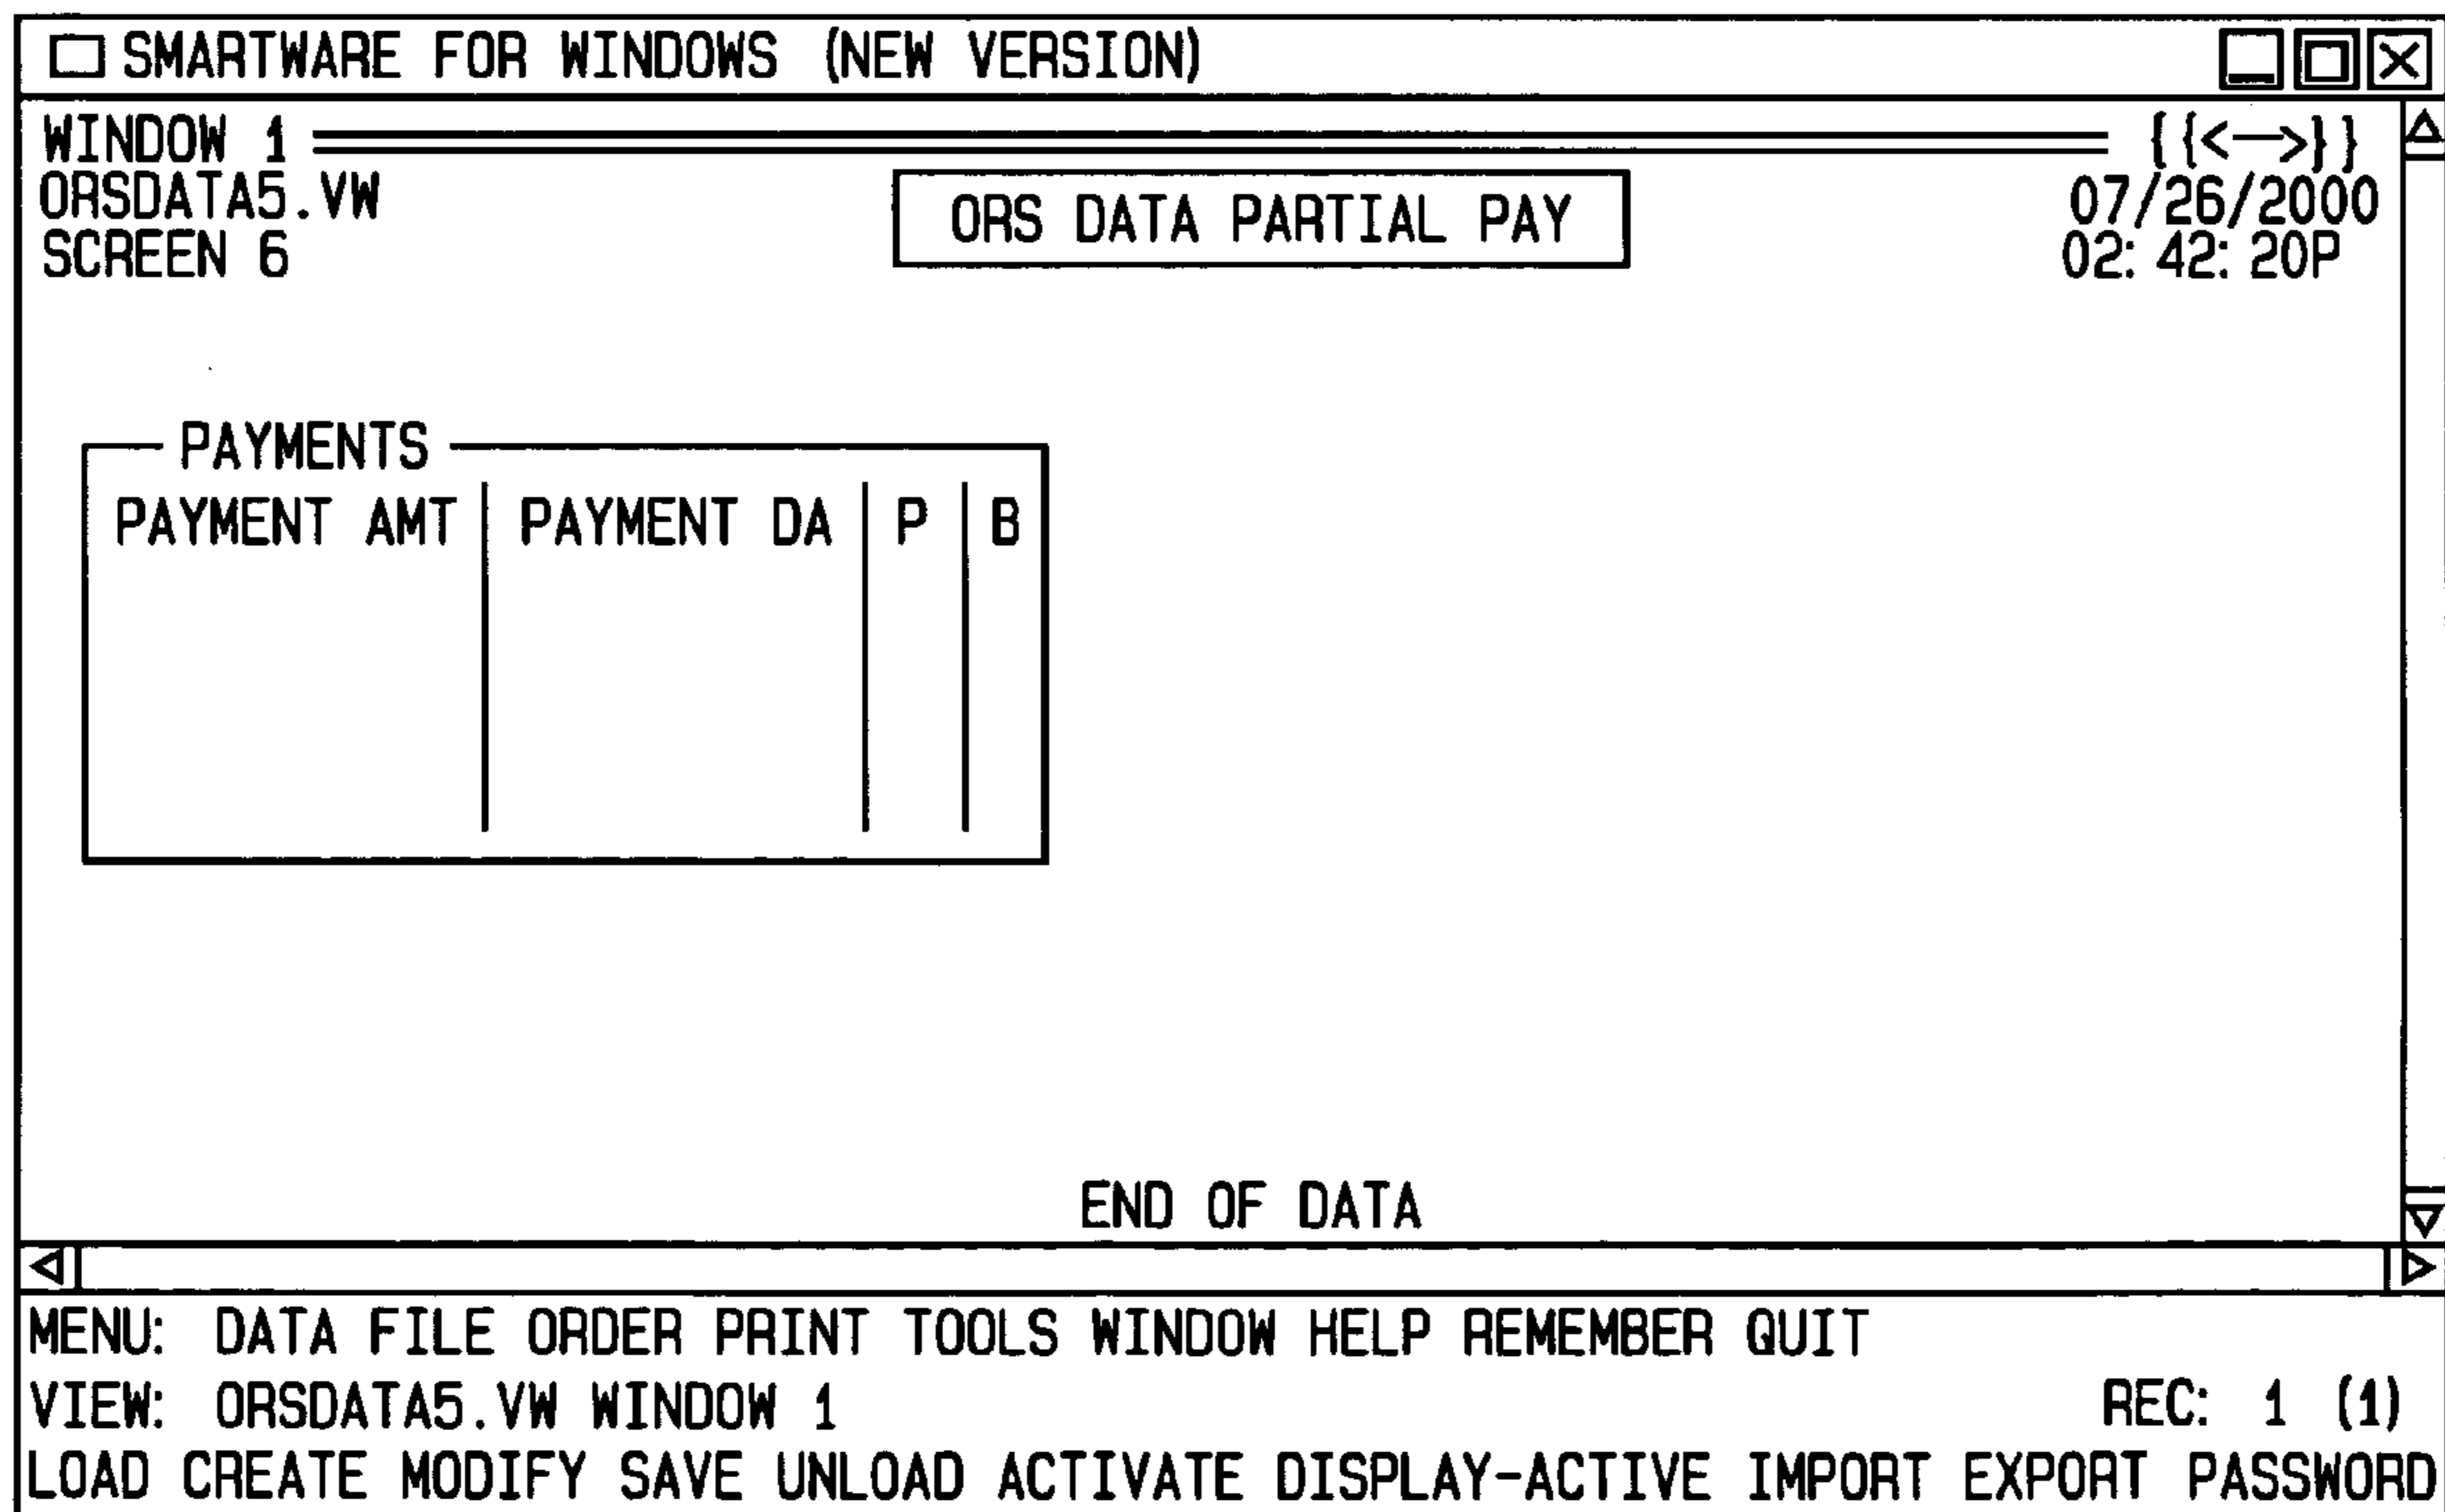 SMARTWARE FOR WINDOWS (NEW VERSION)
WINDOW 1 {{<—>}}
ORSDATA5.VW ORS DATA PARTIAL PAY 07/26/2000
SCREEN 6 02: 42: 20P
PAYMENTS
PAYMENT AMT PAYMENT DA P B
END OF DATA
MENU: DATA FILE ORDER PRINT TOOLS WINDOW HELP REMEMBER QUIT
VIEW: ORSDATA5.VW WINDOW 1 REC: 1 (1)
LOAD CREATE MODIFY SAVE UNLOAD ACTIVATE DISPLAY-ACTIVE IMPORT EXPORT PASSWORD